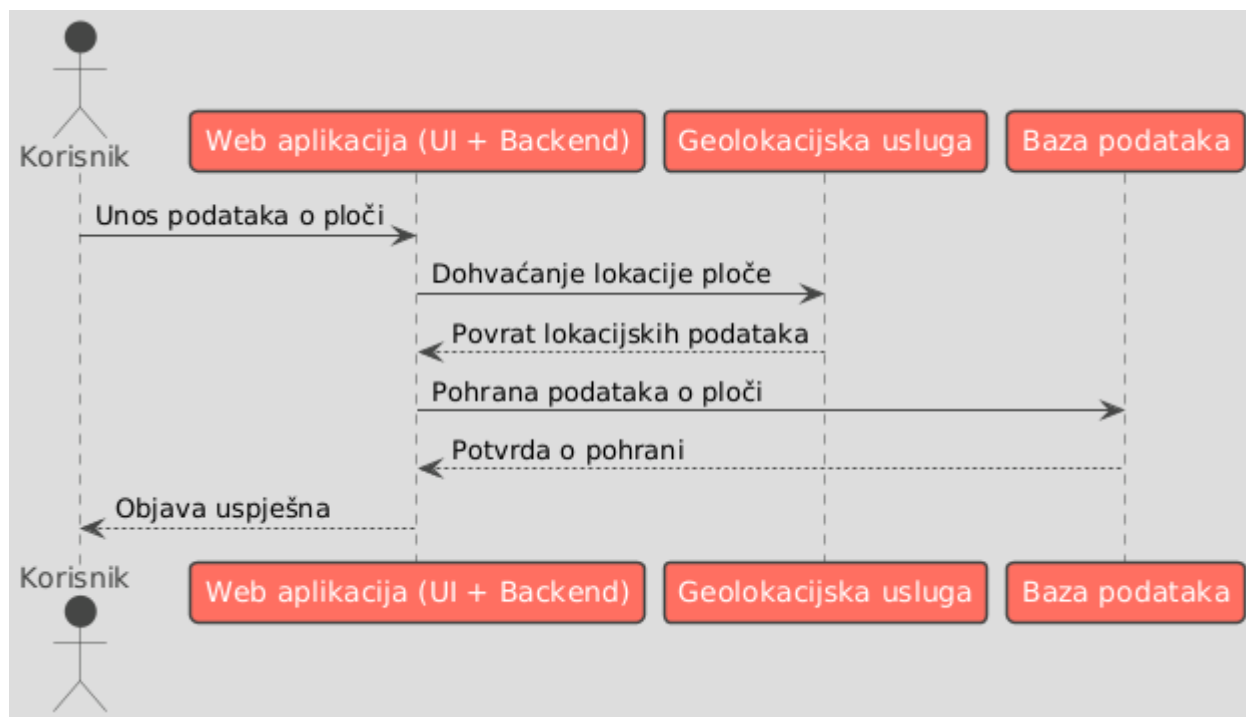 Korisnik
Web aplikacija (UI + Backend)
Geolokacijska usluga
Baza podataka
Unos podataka o ploči
Dohvaćanje lokacije ploče
Povrat lokacijskih podataka
Pohrana podataka o ploči
Potvrda o pohrani
Objava uspješna
Korisnik
Web aplikacija (UI + Backend)
Geolokacijska usluga
Baza podataka